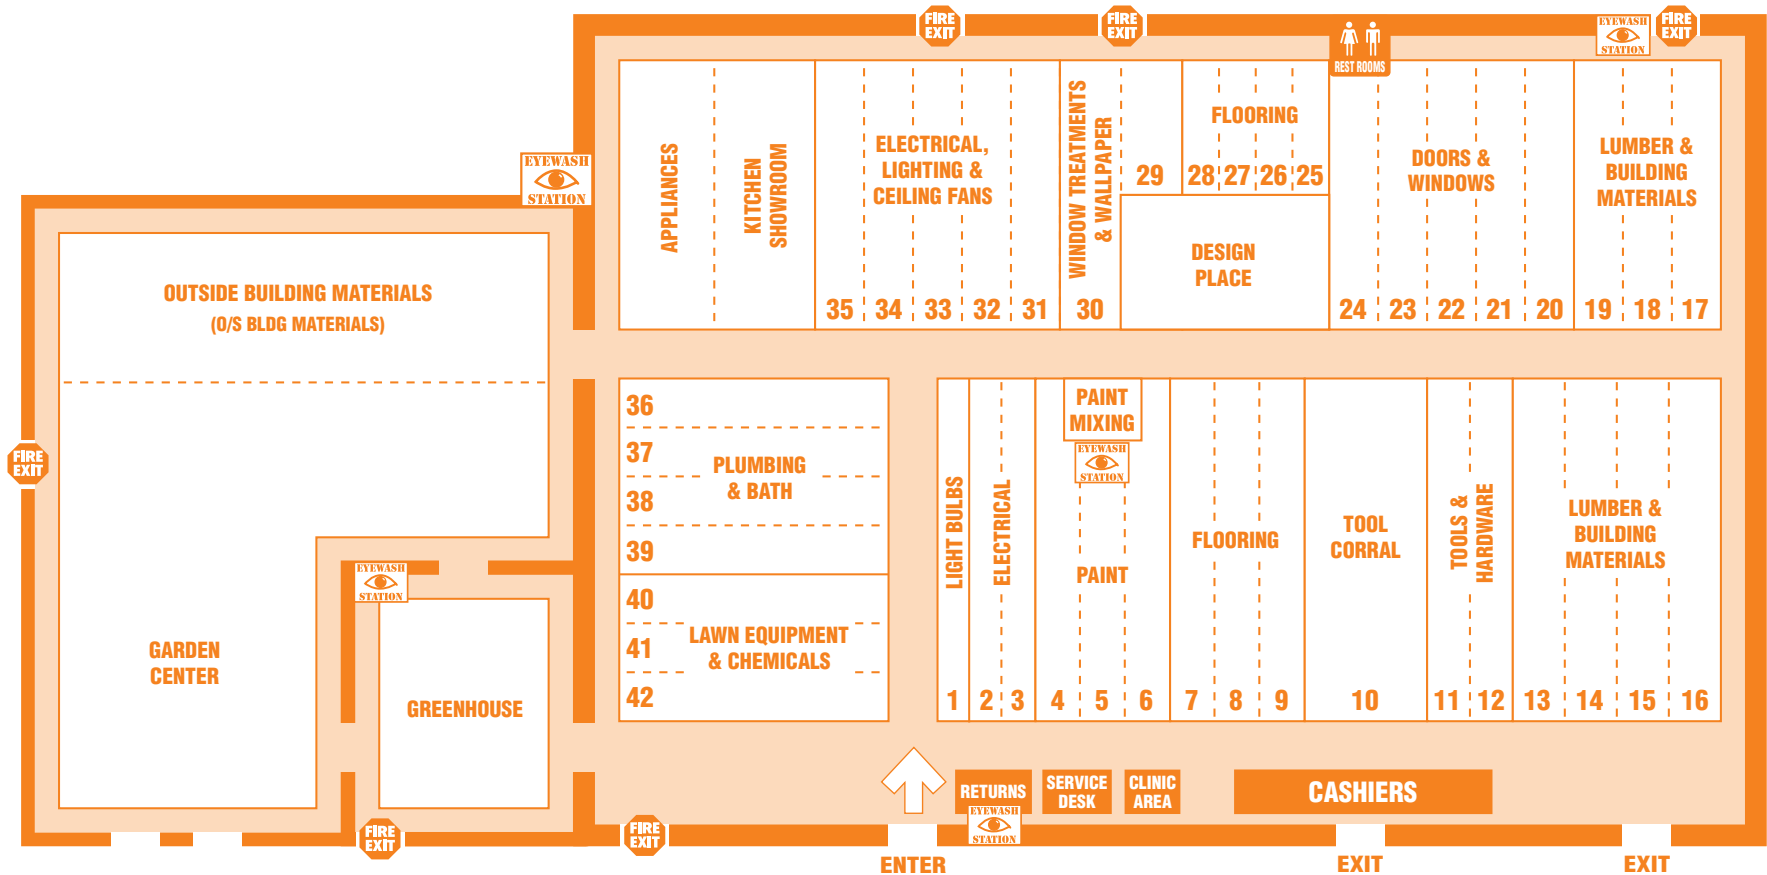 FIRE
EXIT
FIRE
EXIT
REST ROOMS
EYEWASH
STATION
FIRE
EXIT
EYEWASH
STATION
APPLIANCES
KITCHEN
SHOWROOM
ELECTRICAL,
LIGHTING &
CEILING FANS
35 34 33 32 31
WINDOW TREATMENTS
& WALLPAPER
30
29
FLOORING
28 27 26 25
DESIGN
PLACE
DOORS &
WINDOWS
24 23 22 21 20
LUMBER &
BUILDING
MATERIALS
19 18 17
OUTSIDE BUILDING MATERIALS
(O/S BLDG MATERIALS)
FIRE
EXIT
GARDEN
CENTER
EYEWASH
STATION
GREENHOUSE
FIRE
EXIT
36
37
38
39
PLUMBING
& BATH
40
41
42
LAWN EQUIPMENT
& CHEMICALS
LIGHT BULBS
1
ELECTRICAL
2 3
PAINT
MIXING
EYEWASH
STATION
PAINT
4 5 6
FLOORING
7 8 9
TOOL
CORRAL
10
TOOLS &
HARDWARE
11 12
LUMBER &
BUILDING
MATERIALS
13 14 15 16
FIRE
EXIT
RETURNS
EYEWASH
STATION
SERVICE
DESK
CLINIC
AREA
CASHIERS
ENTER
EXIT
EXIT